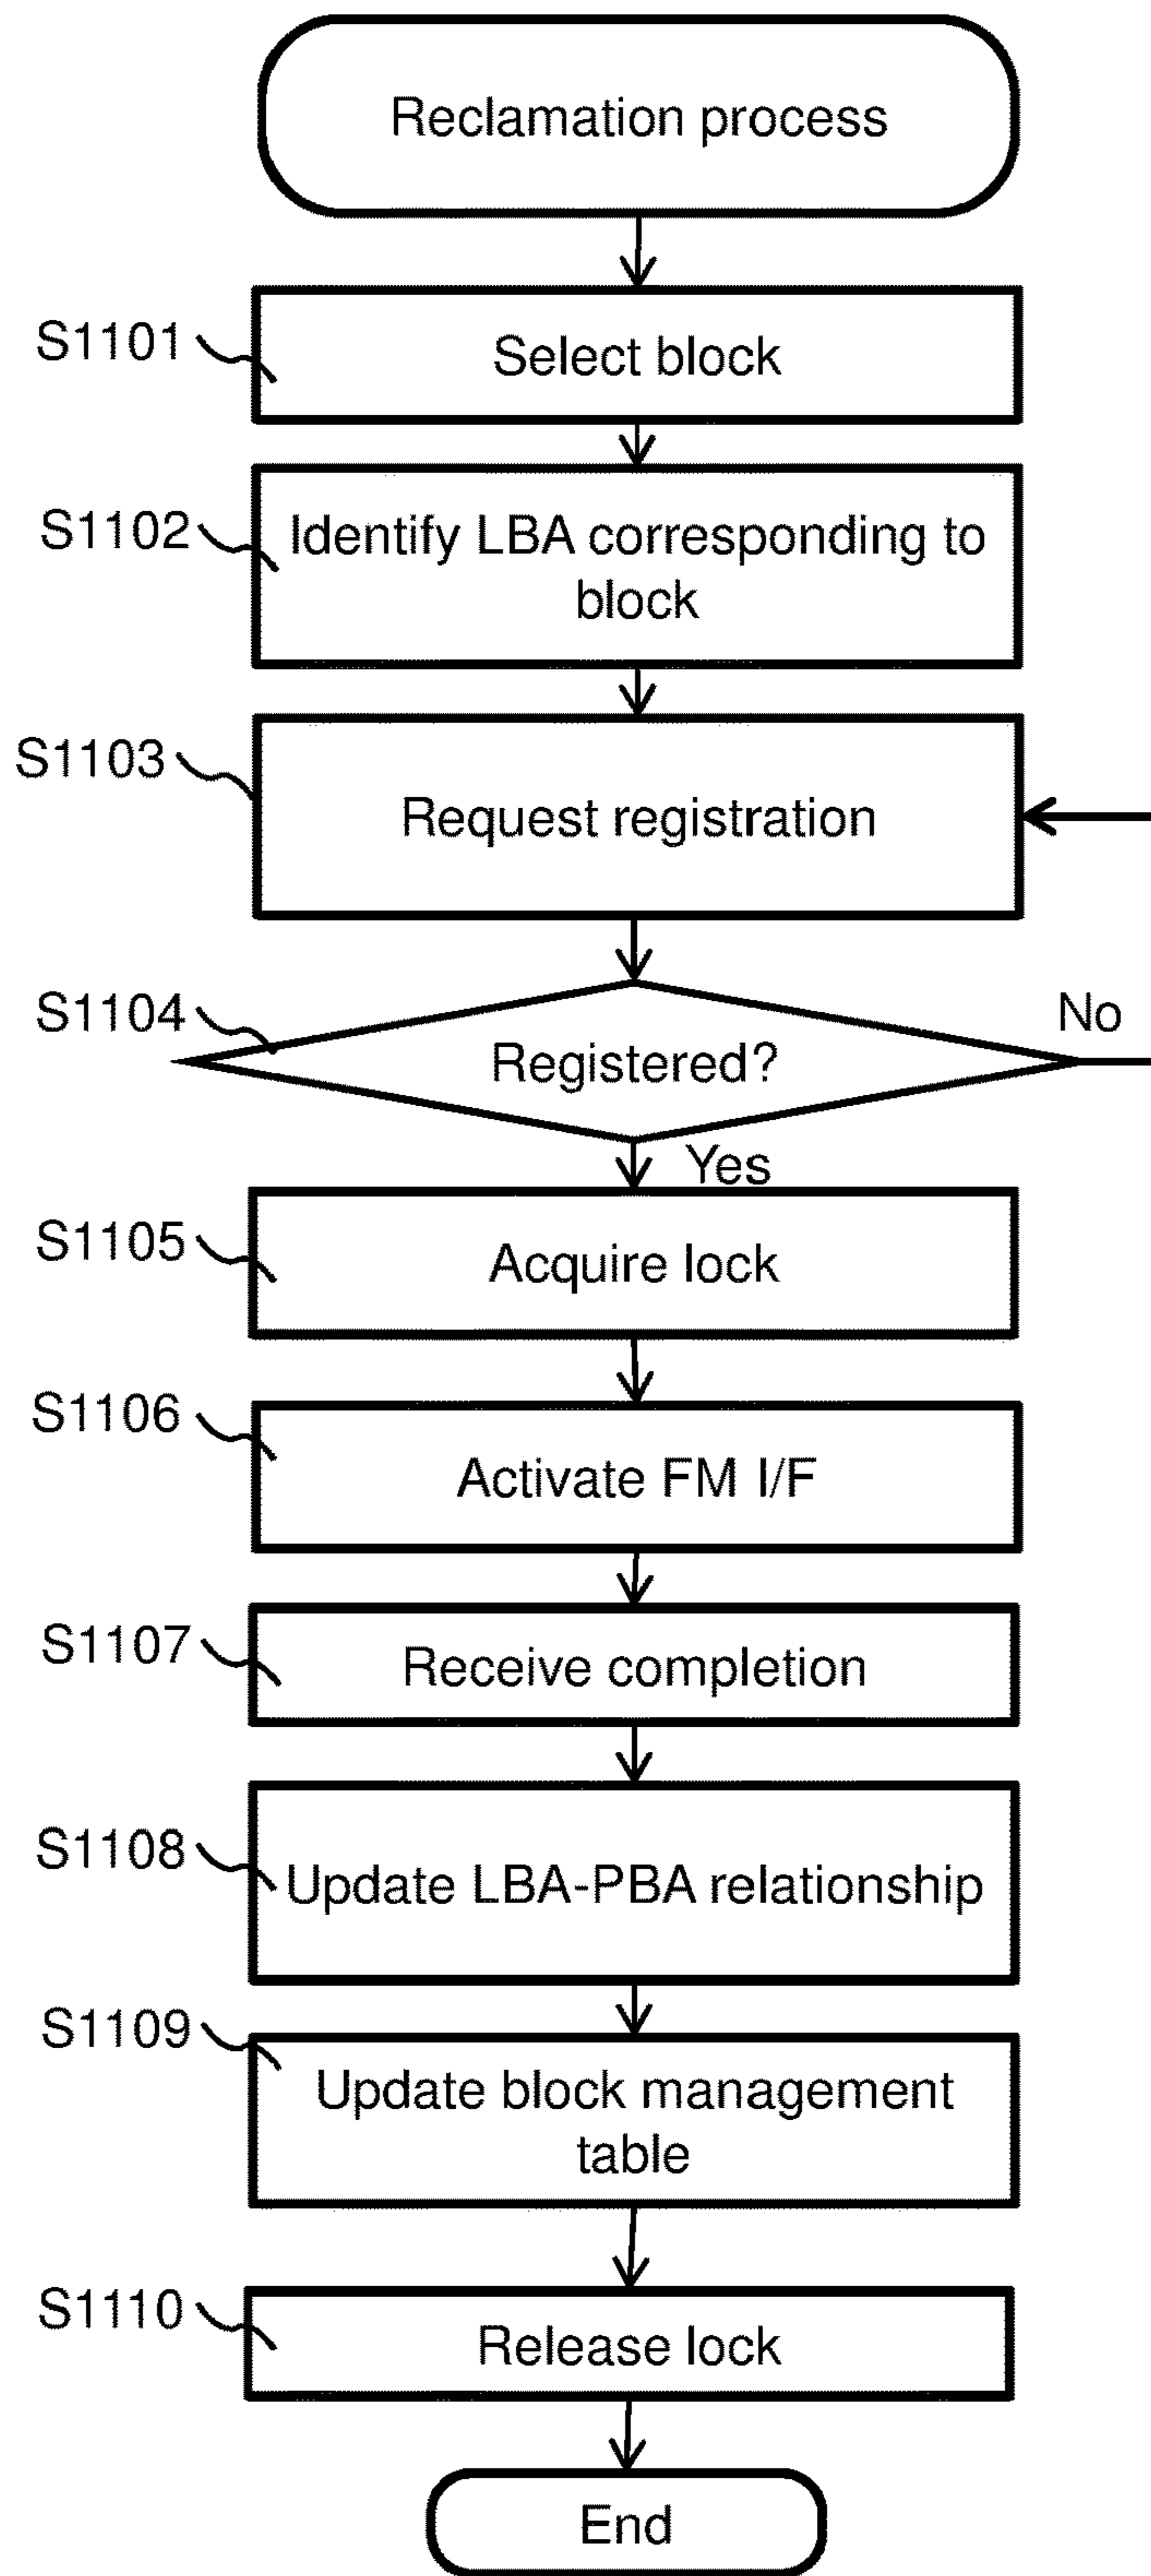 Reclamation process
S1101
Select block
S1102
Identify LBA corresponding to
block
S1103
Request registration
S1104
Registered?
No
Yes
S1105
Acquire lock
S1106
Activate FM I/F
S1107
Receive completion
S1108
Update LBA-PBA relationship
S1109
Update block management
table
S1110
Release lock
End